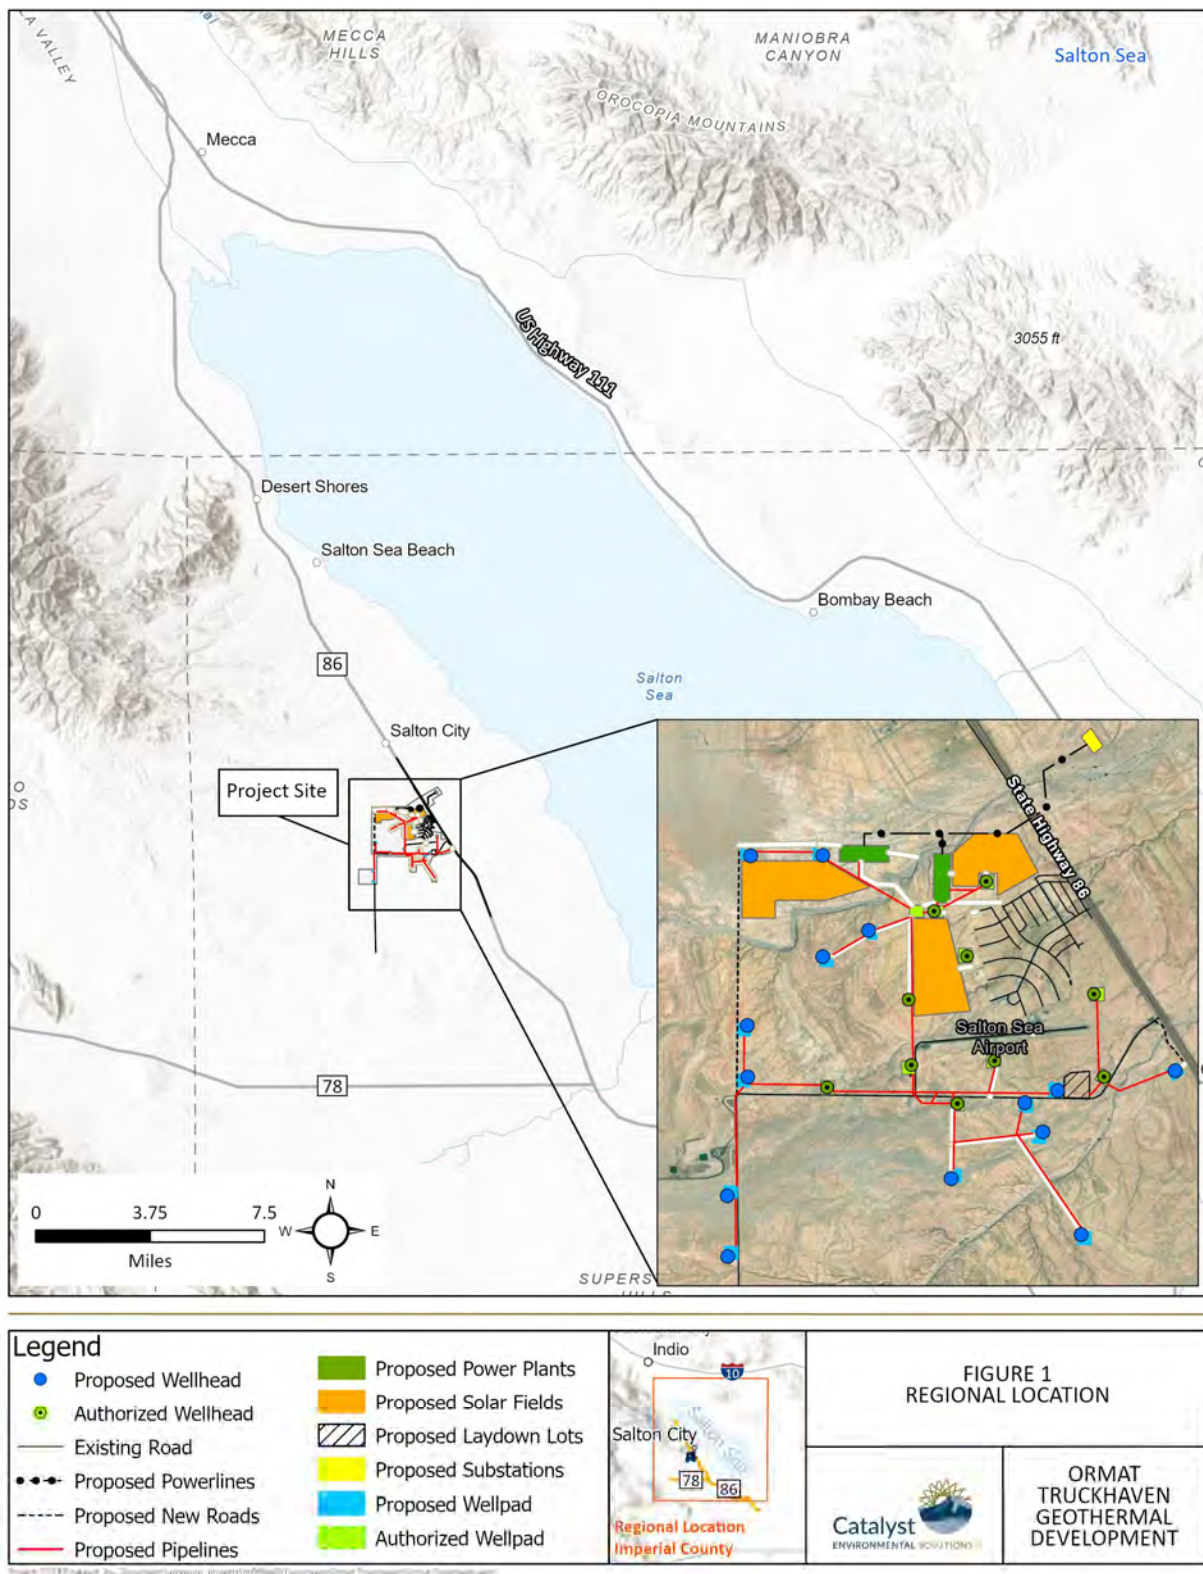 MECCA
HILLS
MANIOBRA
CANYON
Salton Sea
VALLEY
OROCOPIA MOUNTAINS
Mecca
US Highway 111
3055 ft
Desert Shores
Salton Sea Beach
Bombay Beach
86
Salton
Sea
Salton City
Project Site
State Highway 86
Salton Sea
Airport
78
0 3.75 7.5
Miles
N
W E
S
SUPERS
HILLS
Legend
Proposed Wellhead
Authorized Wellhead
Existing Road
Proposed Powerlines
Proposed New Roads
Proposed Pipelines
Proposed Power Plants
Proposed Solar Fields
Proposed Laydown Lots
Proposed Substations
Proposed Wellpad
Authorized Wellpad
Indio
10
Salton City
Salton Sea
78
86
Regional Location
Imperial County
FIGURE 1
REGIONAL LOCATION
Catalyst
ENVIRONMENTAL SOLUTIONS
ORMAT
TRUCKHAVEN
GEOTHERMAL
DEVELOPMENT